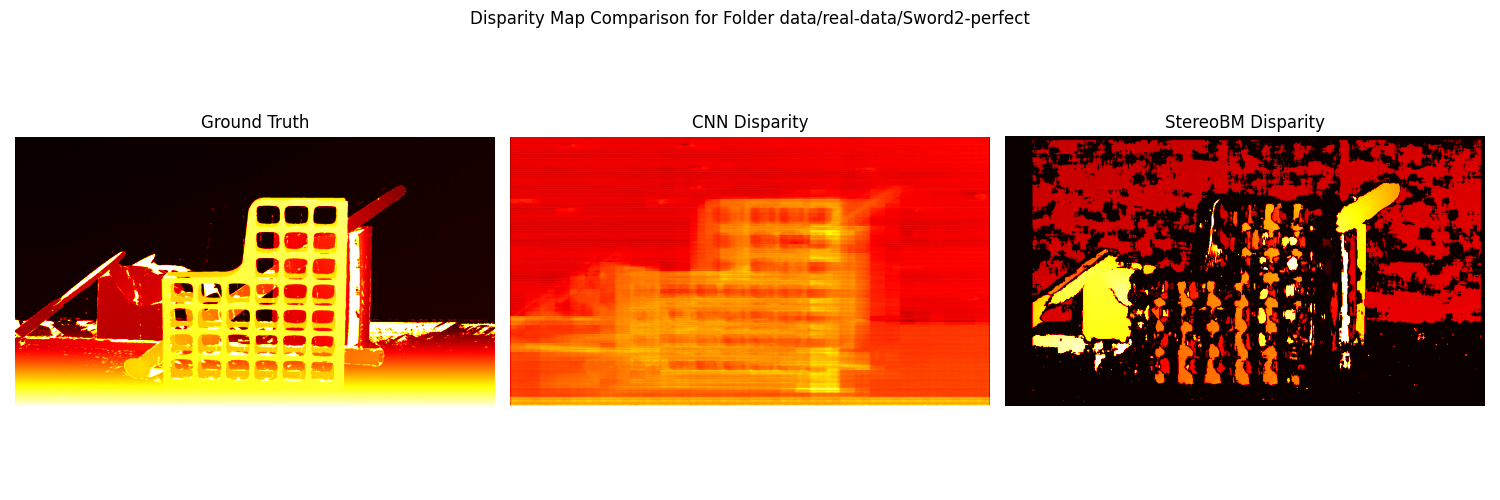 Disparity Map Comparison for Folder data/real-data/Sword2-perfect
Ground Truth
CNN Disparity
StereoBM Disparity